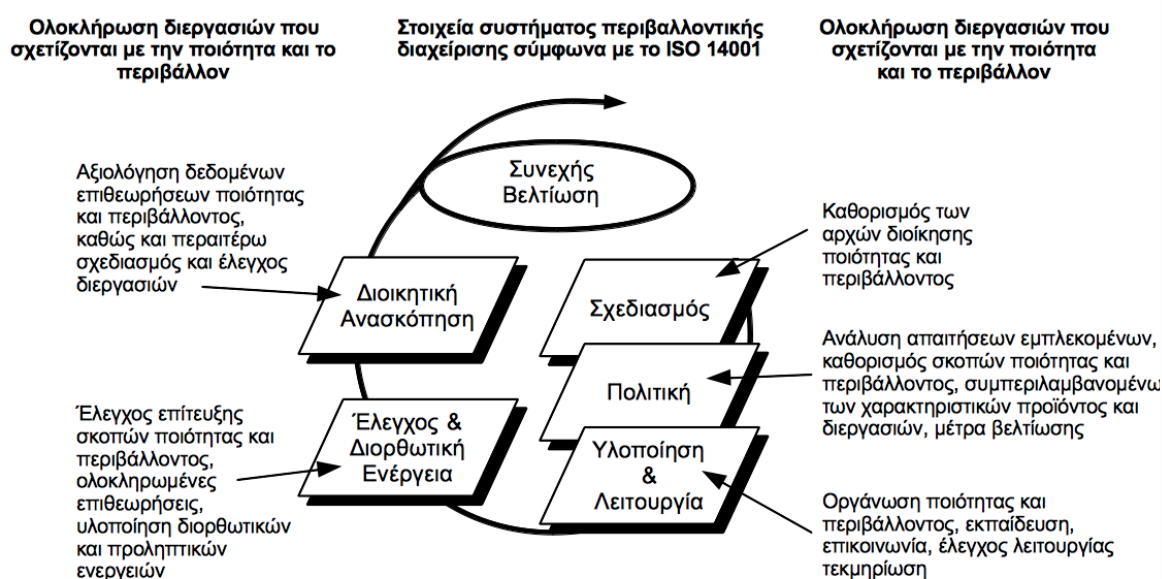 Ολοκλήρωση διεργασιών που
σχετίζονται με την ποιότητα και το
περιβάλλον
Στοιχεία συστήματος περιβαλλοντικής
διαχείρισης σύμφωνα με το ISO 14001
Ολοκλήρωση διεργασιών που
σχετίζονται με την ποιότητα
και το περιβάλλον
Συνεχής
Βελτίωση
Αξιολόγηση δεδομένων
επιθεωρήσεων ποιότητας
και περιβάλλοντος,
καθώς και περαιτέρω
σχεδιασμός και έλεγχος
διεργασιών
Διοικητική
Ανασκόπηση
Σχεδιασμός
Καθορισμός των
αρχών διοίκησης
ποιότητας και
περιβάλλοντος
Πολιτική
Ανάλυση απαιτήσεων εμπλεκομένων,
καθορισμός σκοπών ποιότητας και
περιβάλλοντος, συμπεριλαμβανομένω
των χαρακτηριστικών προϊόντος και
διεργασιών, μέτρα βελτίωσης
Έλεγχος επίτευξης
σκοπών ποιότητας και
περιβάλλοντος,
ολοκληρωμένες
επιθεωρήσεις,
υλοποίηση διορθωτικών
και προληπτικών
ενεργειών
Έλεγχος &
Διορθωτική
Ενέργεια
Υλοποίηση
&
Λειτουργία
Οργάνωση ποιότητας και
περιβάλλοντος, εκπαίδευση,
επικοινωνία, έλεγχος λειτουργίας
τεκμηρίωση